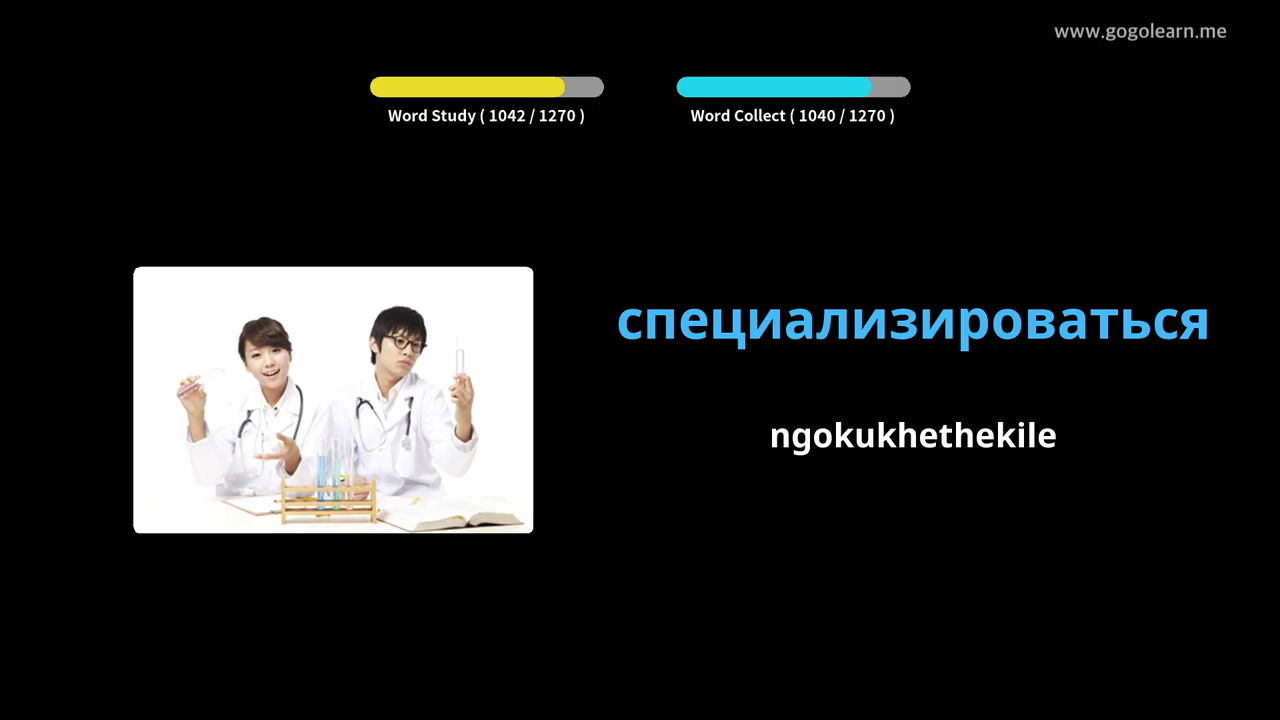 www.gogolearn.me
Word Study ( 1042 / 1270 )
Word Collect ( 1040 / 1270 )
специализироваться
ngokukhethekile